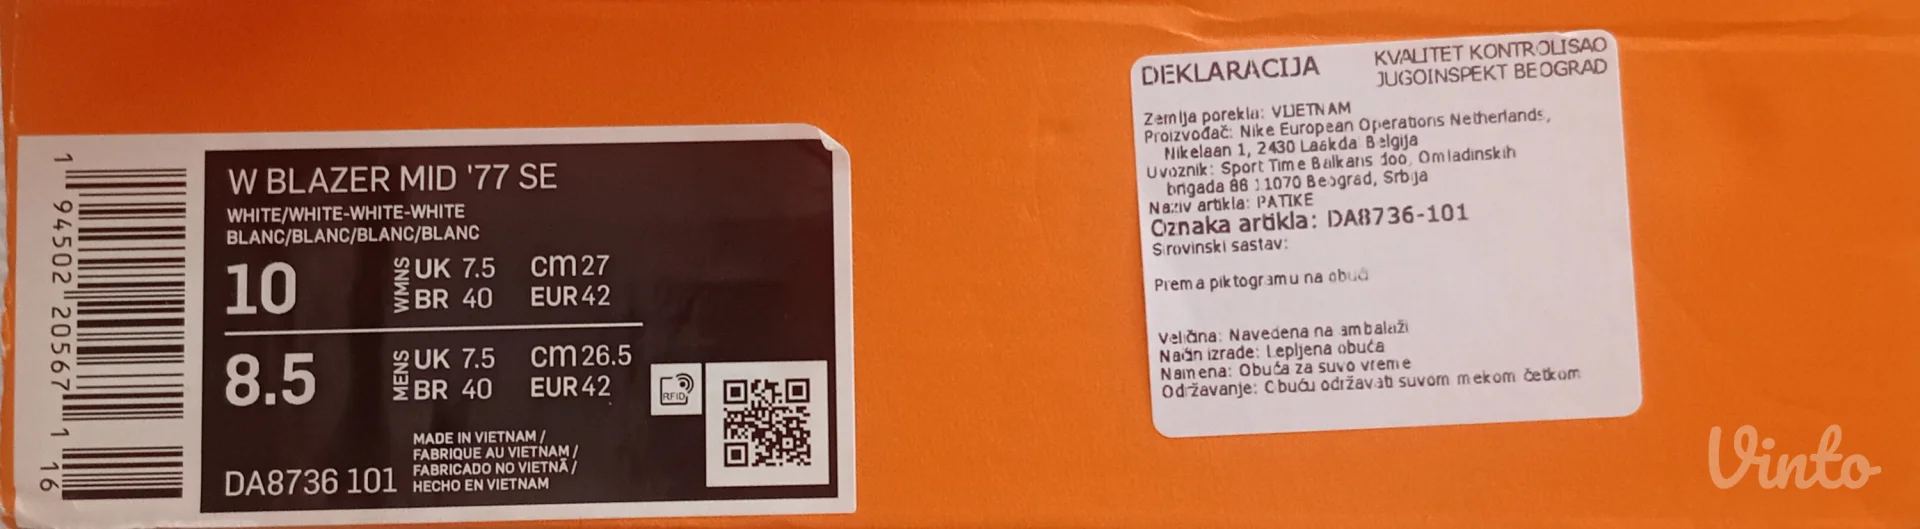 1 94502 20567 1 16
W BLAZER MID '77 SE
WHITE/WHITE-WHITE-WHITE
BLANC/BLANC/BLANC/BLANC
10 WMNS UK 7.5 CM 27
BR 40 EUR 42
8.5 MENS UK 7.5 CM 26.5
BR 40 EUR 42
RFID
MADE IN VIETNAM /
FABRIQUE AU VIETNAM /
FABRICADO NO VIETNÃ /
HECHO EN VIETNAM
DA8736 101
DEKLARACIJA
KVALITET KONTROLISAO
JUGOINSPEKT BEOGRAD
Zemlja porekla: VIJETNAM
Proizvođač: Nike European Operations Netherlands,
Nikelaan 1, 2430 Laakdal Belgija
Uvoznik: Sport Time Balkans doo, Omladinskih
brigada 88 11070 Beograd, Srbija
Naziv artikla: PATIKE
Oznaka artikla: DA8736-101
Sirovinski sastav:
Prema piktogramu na obući
Veličina: Navedena na ambalaži
Način izrade: Lepljena obuća
Namena: Obuća za suvo vreme
Održavanje: Obuću održavati suvom mekom četkom
Vinto